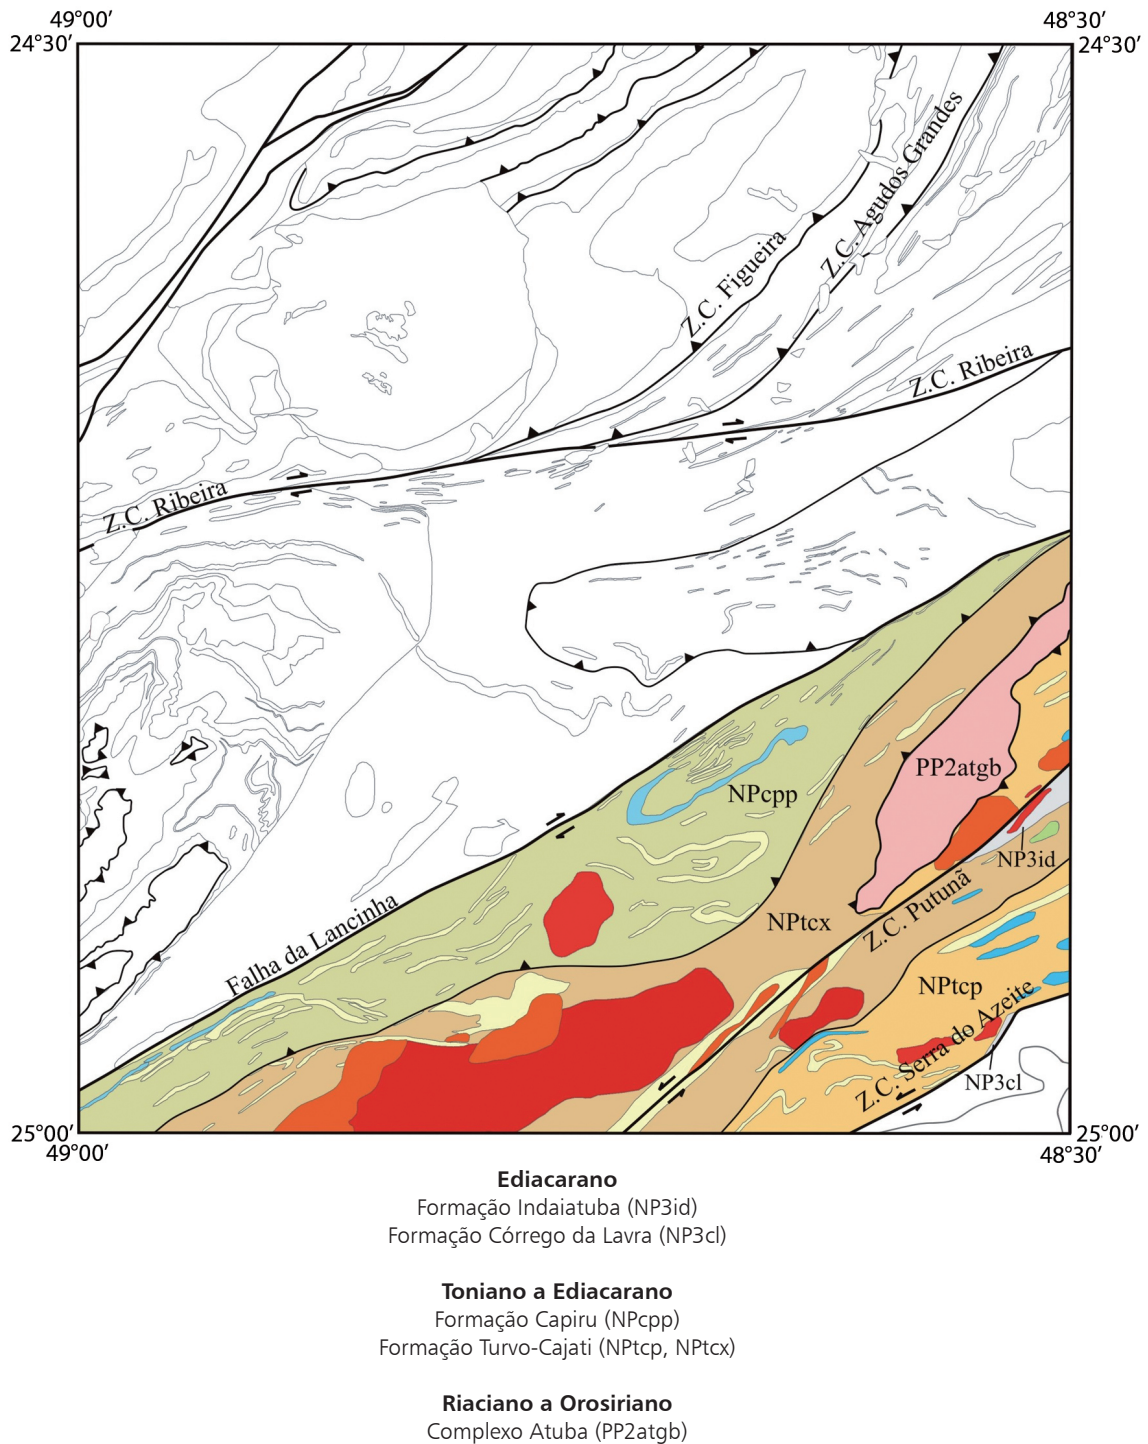 49°00′
48°30′
24°30′
24°30′
Z.C. Agudos Grandes
Z.C. Figueira
Z.C. Ribeira
Z.C. Ribeira
PP2atgb
NPcpp
NP3id
Z.C. Putunã
NPtcx
Falha da Lancinha
NPtcp
Z.C. Serra do Azeite
NP3cl
25°00′
25°00′
49°00′
48°30′
Ediacarano
Formação Indaiatuba (NP3id)
Formação Córrego da Lavra (NP3cl)
Toniano a Ediacarano
Formação Capiru (NPcpp)
Formação Turvo-Cajati (NPtcp, NPtcx)
Riaciano a Orosiriano
Complexo Atuba (PP2atgb)